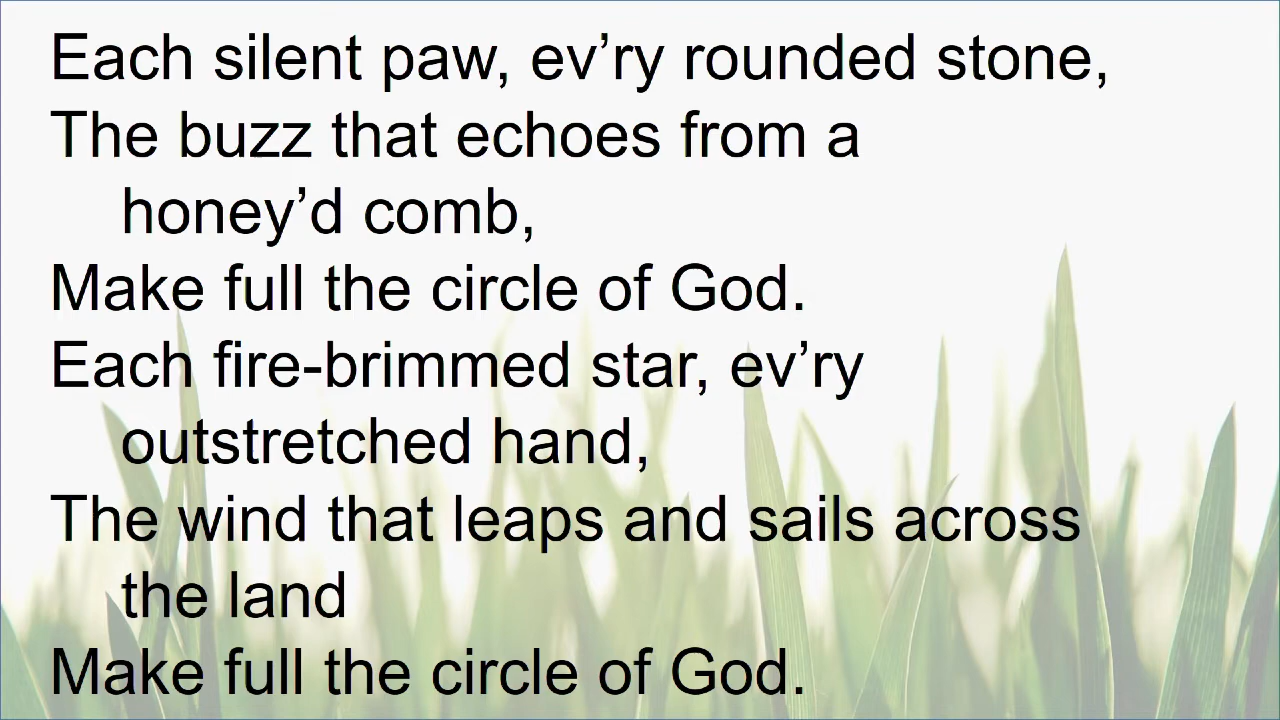 Each silent paw, ev’ry rounded stone,
The buzz that echoes from a
honey’d comb,
Make full the circle of God.
Each fire-brimmed star, ev’ry
outstretched hand,
The wind that leaps and sails across
the land
Make full the circle of God.